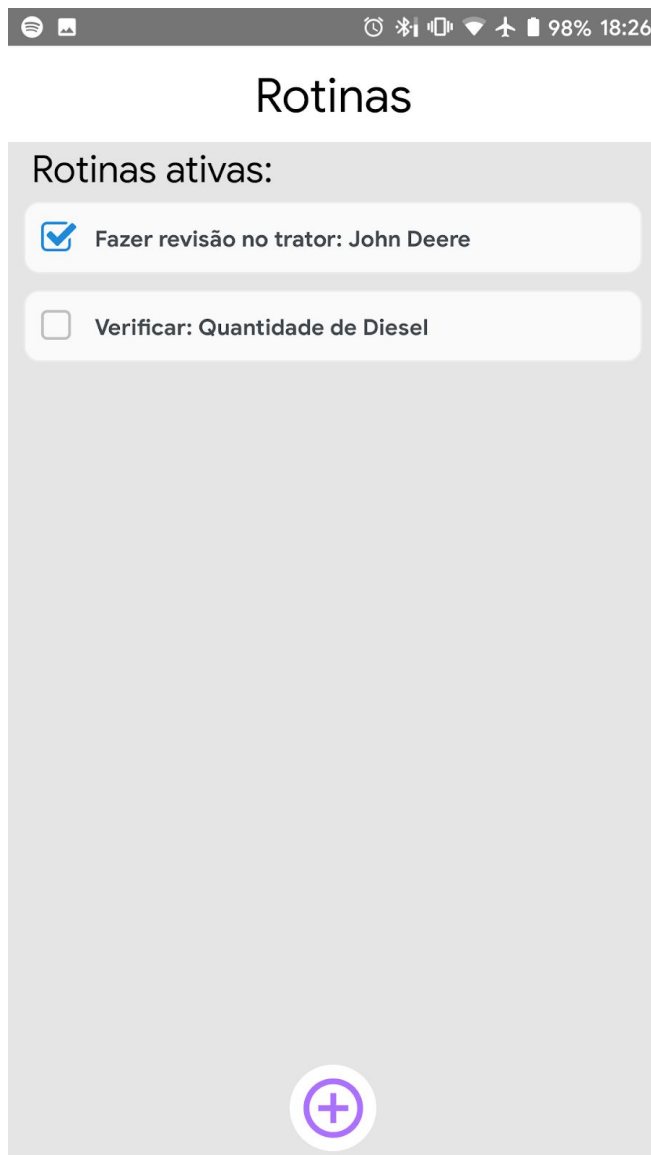 98% 18:26
Rotinas
Rotinas ativas:
Fazer revisão no trator: John Deere
Verificar: Quantidade de Diesel